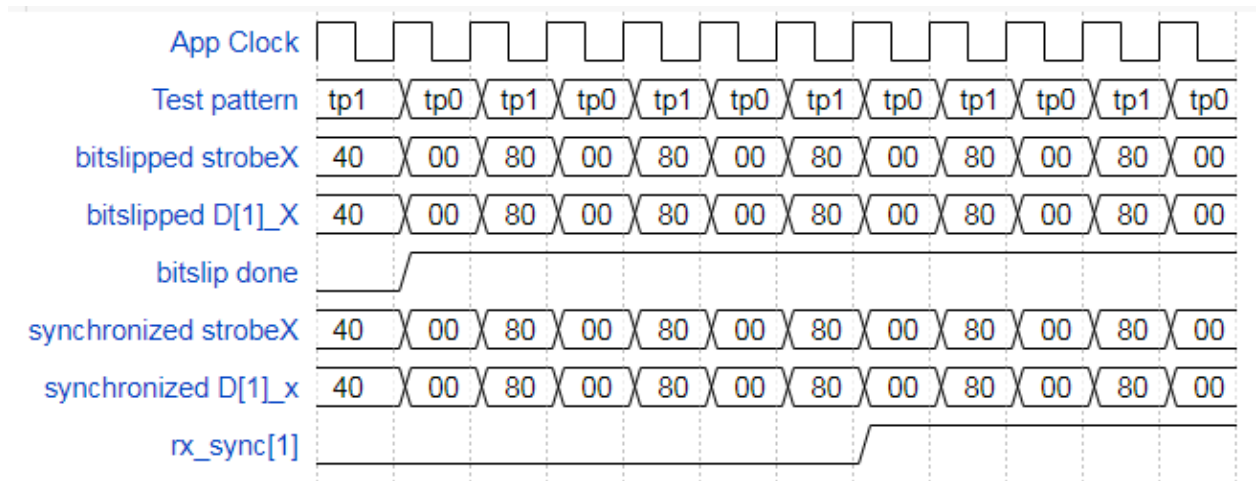 App Clock
Test pattern tp1 tp0 tp1 tp0 tp1 tp0 tp1 tp0 tp1 tp0 tp1 tp0
bitslipped strobeX 40 00 80 00 80 00 80 00 80 00 80 00
bitslipped D[1]_X 40 00 80 00 80 00 80 00 80 00 80 00
bitslip done
synchronized strobeX 40 00 80 00 80 00 80 00 80 00 80 00
synchronized D[1]_x 40 00 80 00 80 00 80 00 80 00 80 00
rx_sync[1]